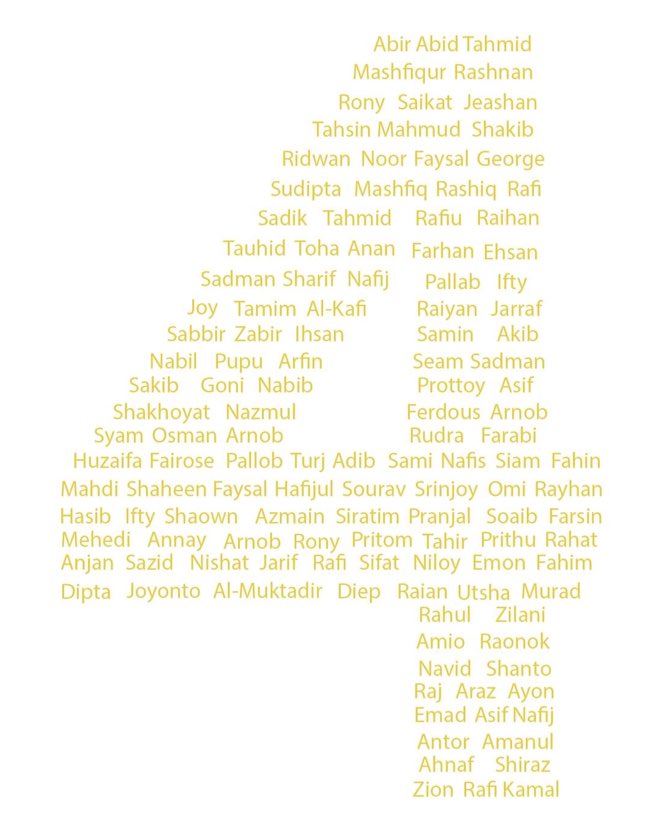 Abir Abid Tahmid
Mashfiqur Rashnan
Rony Saikat Jeashan
Tahsin Mahmud Shakib
Ridwan Noor Faysal George
Sudipta Mashfiq Rashiq Rafi
Sadik Tahmid Rafiu Raihan
Tauhid Toha Anan Farhan Ehsan
Sadman Sharif Nafij Pallab Ifty
Joy Tamim Al-Kafi Raiyan Jarraf
Sabbir Zabir Ihsan Samin Akib
Nabil Pupu Arfin Seam Sadman
Sakib Goni Nabib Prottoy Asif
Shakhoyat Nazmul Ferdous Arnob
Syam Osman Arnob Rudra Farabi
Huzaifa Fairose Pallob Turj Adib Sami Nafis Siam Fahin
Mahdi Shaheen Faysal Hafijul Sourav Srinjoy Omi Rayhan
Hasib Ifty Shaown Azmain Siratim Pranjal Soaib Farsin
Mehedi Annay Arnob Rony Pritom Tahir Prithu Rahat
Anjan Sazid Nishat Jarif Rafi Sifat Niloy Emon Fahim
Dipta Joyonto Al-Muktadir Diep Raian Utsha Murad
Rahul Zilani
Amio Raonok
Navid Shanto
Raj Araz Ayon
Emad Asif Nafij
Antor Amanul
Ahnaf Shiraz
Zion Rafi Kamal